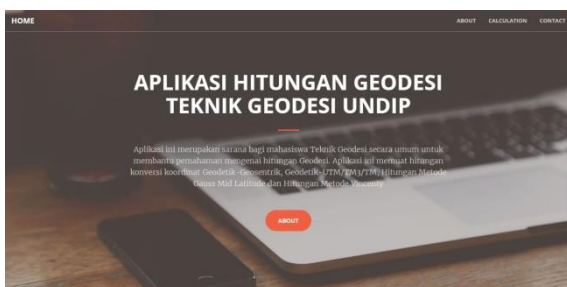 HOME ABOUT CALCULATION CONTACT
APLIKASI HITUNGAN GEODESI
TEKNIK GEODESI UNDIP
Aplikasi ini merupakan sarana bagi mahasiswa Teknik Geodesi secara umum untuk
membantu pemahaman mengenai hitungan Geodesi. Aplikasi ini memuat hitungan
konversi koordinat Geodetik-Geosentrik, Geodetik-UTM/TM3/TM, Hitungan Metode
Gauss Mid Latitude dan Hitungan Metode Vincenty
ABOUT